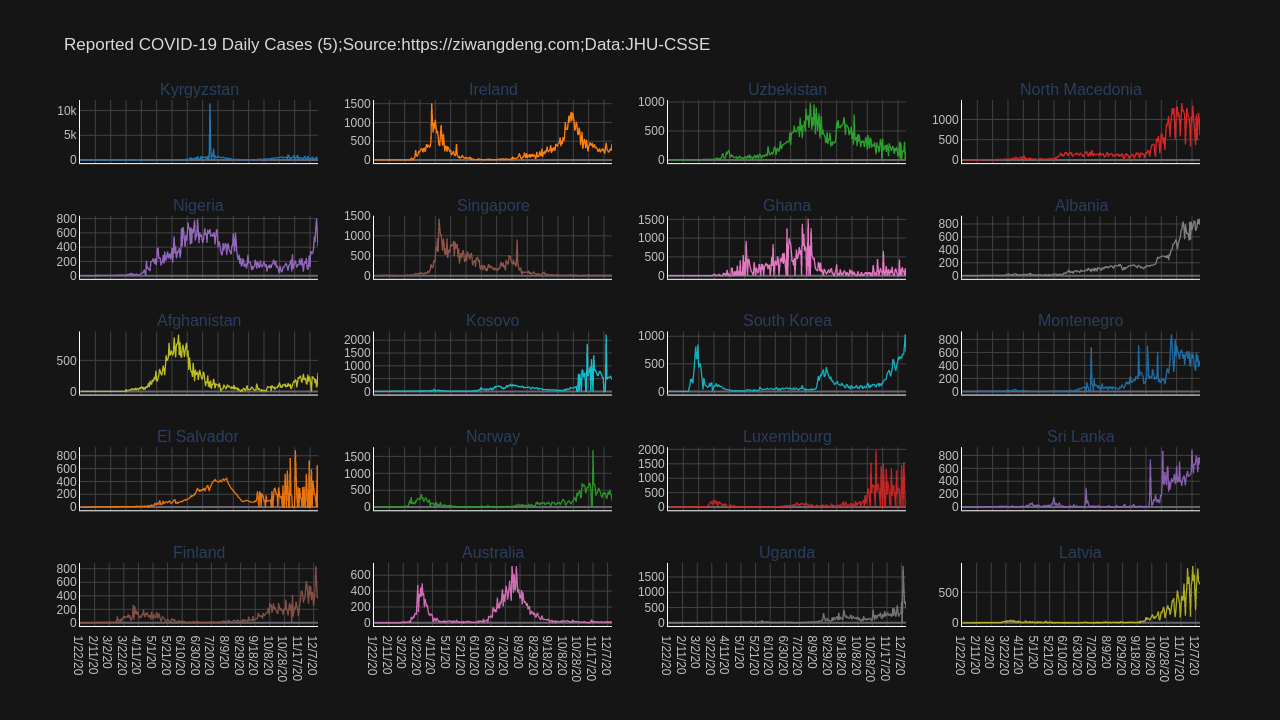 Reported COVID-19 Daily Cases (5);Source:https://ziwangdeng.com;Data:JHU-CSSE
Kyrgyzstan Ireland Uzbekistan North Macedonia
10k 5k 0 1500 1000 500 0 1000 500 0 1000 500 0
Nigeria Singapore Ghana Albania
800 600 400 200 0 1500 1000 500 0 1500 1000 500 0 800 600 400 200 0
Afghanistan Kosovo South Korea Montenegro
500 0 2000 1500 1000 500 0 1000 500 0 800 600 400 200 0
El Salvador Norway Luxembourg Sri Lanka
800 600 400 200 0 1500 1000 500 0 2000 1500 1000 500 0 800 600 400 200 0
Finland Australia Uganda Latvia
800 600 400 200 0 600 400 200 0 1500 1000 500 0 500 0
1/22/20 2/11/20 3/2/20 3/22/20 4/11/20 5/1/20 5/21/20 6/10/20 6/30/20 7/20/20 8/9/20 8/29/20 9/18/20 10/8/20 10/28/20 11/17/20 12/7/20
1/22/20 2/11/20 3/2/20 3/22/20 4/11/20 5/1/20 5/21/20 6/10/20 6/30/20 7/20/20 8/9/20 8/29/20 9/18/20 10/8/20 10/28/20 11/17/20 12/7/20
1/22/20 2/11/20 3/2/20 3/22/20 4/11/20 5/1/20 5/21/20 6/10/20 6/30/20 7/20/20 8/9/20 8/29/20 9/18/20 10/8/20 10/28/20 11/17/20 12/7/20
1/22/20 2/11/20 3/2/20 3/22/20 4/11/20 5/1/20 5/21/20 6/10/20 6/30/20 7/20/20 8/9/20 8/29/20 9/18/20 10/8/20 10/28/20 11/17/20 12/7/20